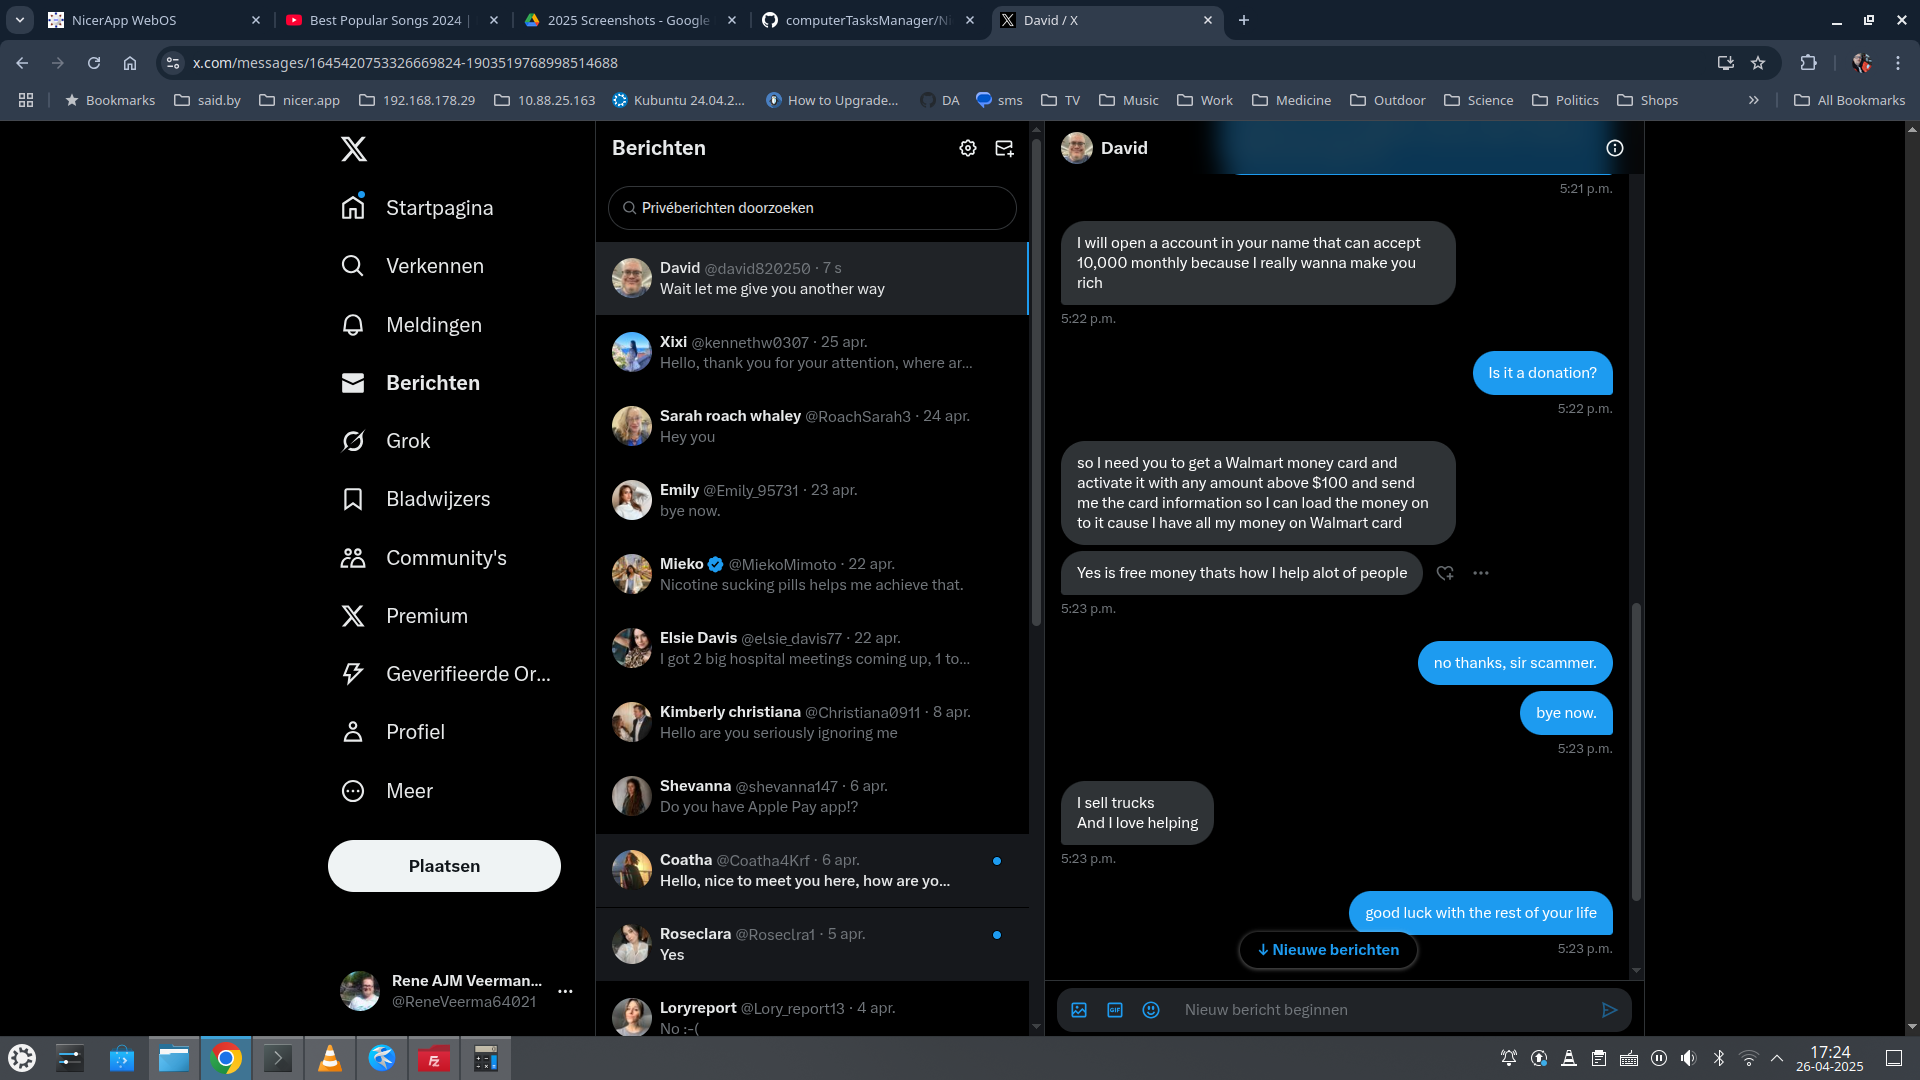 NicerApp WebOS
Best Popular Songs 2024 |
2025 Screenshots - Google
computerTasksManager/Ni
David / X
x.com/messages/1645420753326669824-1903519768998514688
Bookmarks
said.by
nicer.app
192.168.178.29
10.88.25.163
Kubuntu 24.04.2...
How to Upgrade...
DA
sms
TV
Music
Work
Medicine
Outdoor
Science
Politics
Shops
All Bookmarks
Startpagina
Verkennen
Meldingen
Berichten
Grok
Bladwijzers
Community's
Premium
Geverifieerde Or...
Profiel
Meer
Plaatsen
Rene AJM Veerman...
@ReneVeerma64021
Berichten
Privéberichten doorzoeken
David @david820250 · 7 s
Wait let me give you another way
Xixi @kennethw0307 · 25 apr.
Hello, thank you for your attention, where ar...
Sarah roach whaley @RoachSarah3 · 24 apr.
Hey you
Emily @Emily_95731 · 23 apr.
bye now.
Mieko @MiekoMimoto · 22 apr.
Nicotine sucking pills helps me achieve that.
Elsie Davis @elsie_davis77 · 22 apr.
I got 2 big hospital meetings coming up, 1 to...
Kimberly christiana @Christiana0911 · 8 apr.
Hello are you seriously ignoring me
Shevanna @shevanna147 · 6 apr.
Do you have Apple Pay app!?
Coatha @Coatha4Krf · 6 apr.
Hello, nice to meet you here, how are yo...
Roseclara @Roseclra1 · 5 apr.
Yes
Loryreport @Lory_report13 · 4 apr.
No :-(
David
5:21 p.m.
I will open a account in your name that can accept
10,000 monthly because I really wanna make you
rich
5:22 p.m.
Is it a donation?
5:22 p.m.
so I need you to get a Walmart money card and
activate it with any amount above $100 and send
me the card information so I can load the money on
to it cause I have all my money on Walmart card
Yes is free money thats how I help alot of people
5:23 p.m.
no thanks, sir scammer.
bye now.
5:23 p.m.
I sell trucks
And I love helping
5:23 p.m.
good luck with the rest of your life
5:23 p.m.
Nieuwe berichten
GIF
Nieuw bericht beginnen
17:24
26-04-2025